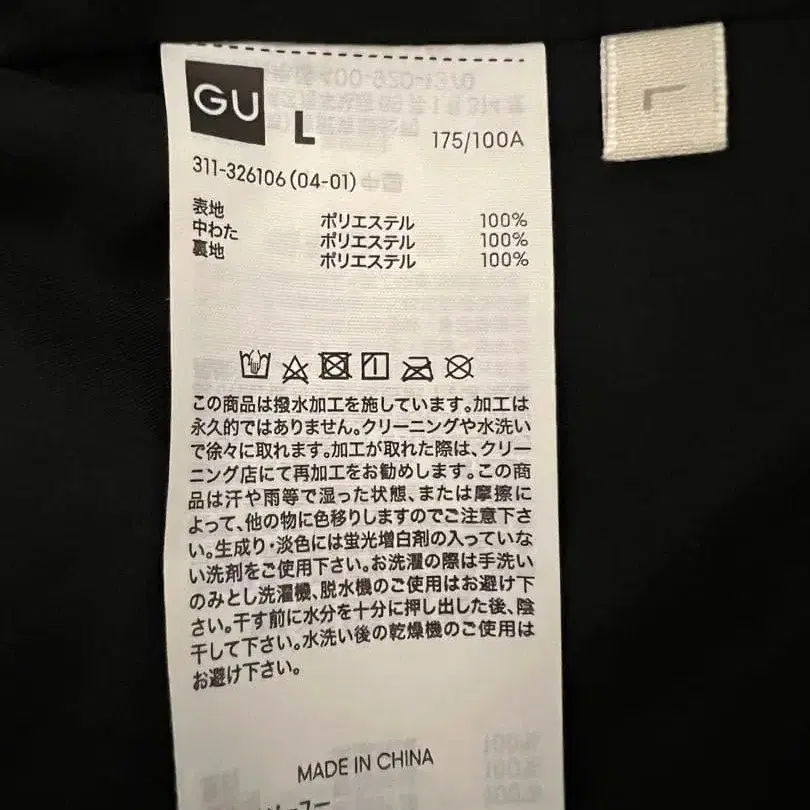 GU L 175/100A
L
311-326106(04-01)
表地 ポリエステル 100%
中わた ポリエステル 100%
裏地 ポリエステル 100%
この商品は撥水加工を施しています。加工は
永久的ではありません。クリーニングや水洗い
で徐々に取れます。加工が取れた際は、クリー
ニング店にて再加工をお勧めします。この商
品は汗や雨等で湿った状態、または摩擦に
よって、他の物に色移りしますのでご注意下さ
い。生成り・淡色には蛍光増白剤の入っていな
い洗剤をご使用下さい。お洗濯の際は手洗い
のみとし洗濯機、脱水機のご使用はお避け下
さい。干す前に水分を十分に押し出した後、陰
干して下さい。水洗い後の乾燥機のご使用は
お避け下さい。
MADE IN CHINA